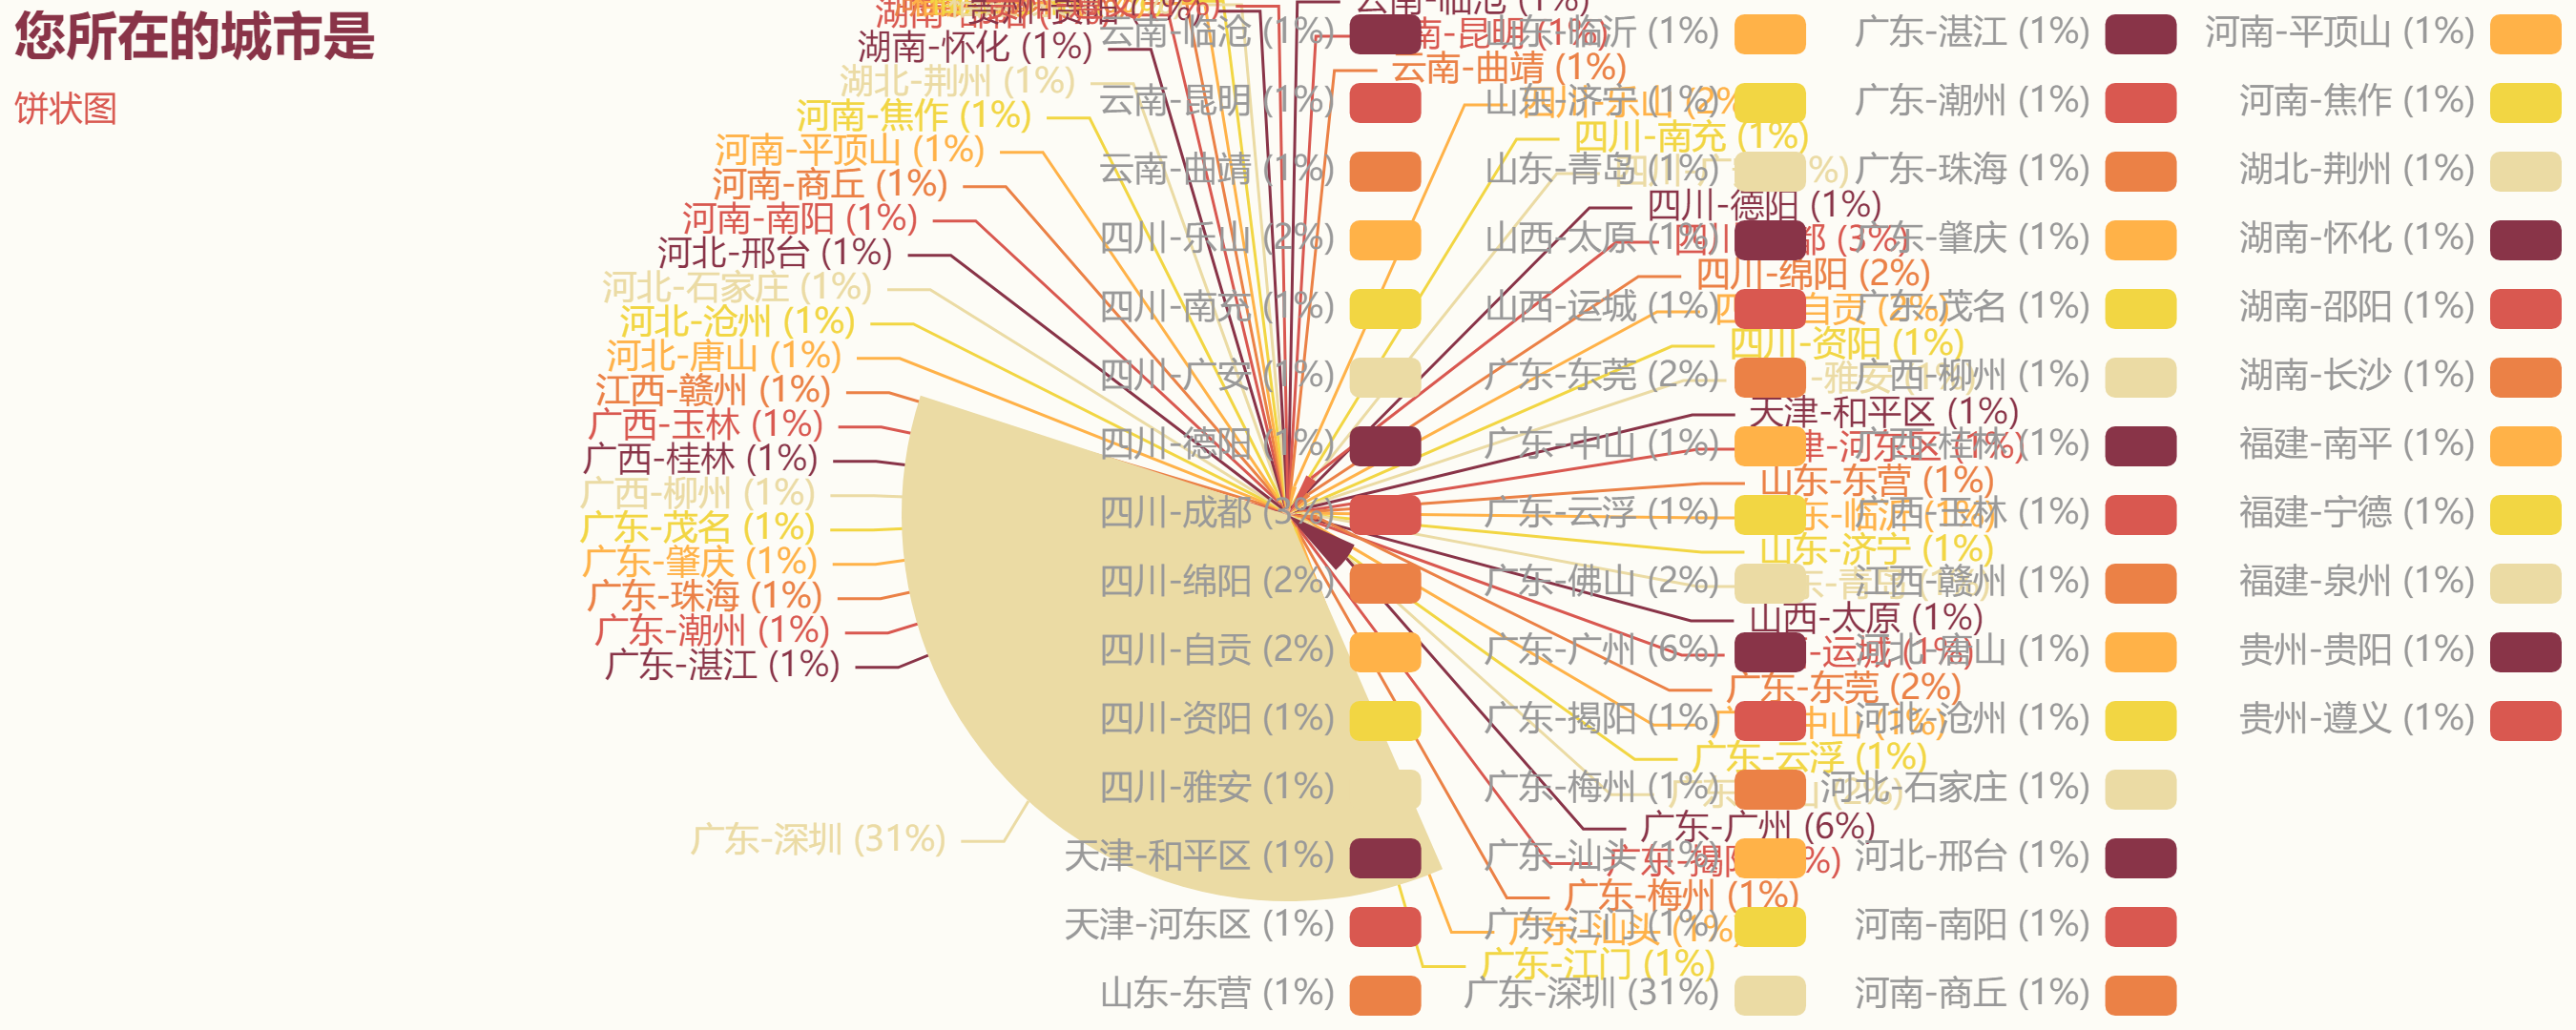 您所在的城市是
饼状图
湖南-怀化 (1%)
湖北-荆州 (1%)
河南-焦作 (1%)
河南-平顶山 (1%)
河南-商丘 (1%)
河南-南阳 (1%)
河北-邢台 (1%)
河北-石家庄 (1%)
河北-沧州 (1%)
河北-唐山 (1%)
江西-赣州 (1%)
广西-玉林 (1%)
广西-桂林 (1%)
广西-柳州 (1%)
广东-茂名 (1%)
广东-肇庆 (1%)
广东-珠海 (1%)
广东-潮州 (1%)
广东-湛江 (1%)
广东-深圳 (31%)
云南-临沧 (1%)
云南-曲靖 (1%)
四川-南充 (1%)
四川-德阳 (1%)
四川-绵阳 (2%)
四川-资阳 (1%)
天津-和平区 (1%)
山东-东营 (1%)
山东-济宁 (1%)
山西-太原 (1%)
广东-东莞 (2%)
广东-云浮 (1%)
广东-广州 (6%)
广东-梅州 (1%)
广东-汕头 (1%)
广东-江门 (1%)
云南-临沧 (1%)
云南-昆明 (1%)
云南-曲靖 (1%)
四川-乐山 (2%)
四川-南充 (1%)
四川-广安 (1%)
四川-德阳 (1%)
四川-成都 (3%)
四川-绵阳 (2%)
四川-自贡 (2%)
四川-资阳 (1%)
四川-雅安 (1%)
天津-和平区 (1%)
天津-河东区 (1%)
山东-东营 (1%)
山东-临沂 (1%)
山东-济宁 (1%)
山东-青岛 (1%)
山西-太原 (1%)
山西-运城 (1%)
广东-东莞 (2%)
广东-中山 (1%)
广东-云浮 (1%)
广东-佛山 (2%)
广东-广州 (6%)
广东-揭阳 (1%)
广东-梅州 (1%)
广东-汕头 (1%)
广东-江门 (1%)
广东-深圳 (31%)
广东-湛江 (1%)
广东-潮州 (1%)
广东-珠海 (1%)
广东-肇庆 (1%)
广东-茂名 (1%)
广西-柳州 (1%)
广西-桂林 (1%)
广西-玉林 (1%)
江西-赣州 (1%)
河北-唐山 (1%)
河北-沧州 (1%)
河北-石家庄 (1%)
河北-邢台 (1%)
河南-南阳 (1%)
河南-商丘 (1%)
河南-平顶山 (1%)
河南-焦作 (1%)
湖北-荆州 (1%)
湖南-怀化 (1%)
湖南-邵阳 (1%)
湖南-长沙 (1%)
福建-南平 (1%)
福建-宁德 (1%)
福建-泉州 (1%)
贵州-贵阳 (1%)
贵州-遵义 (1%)